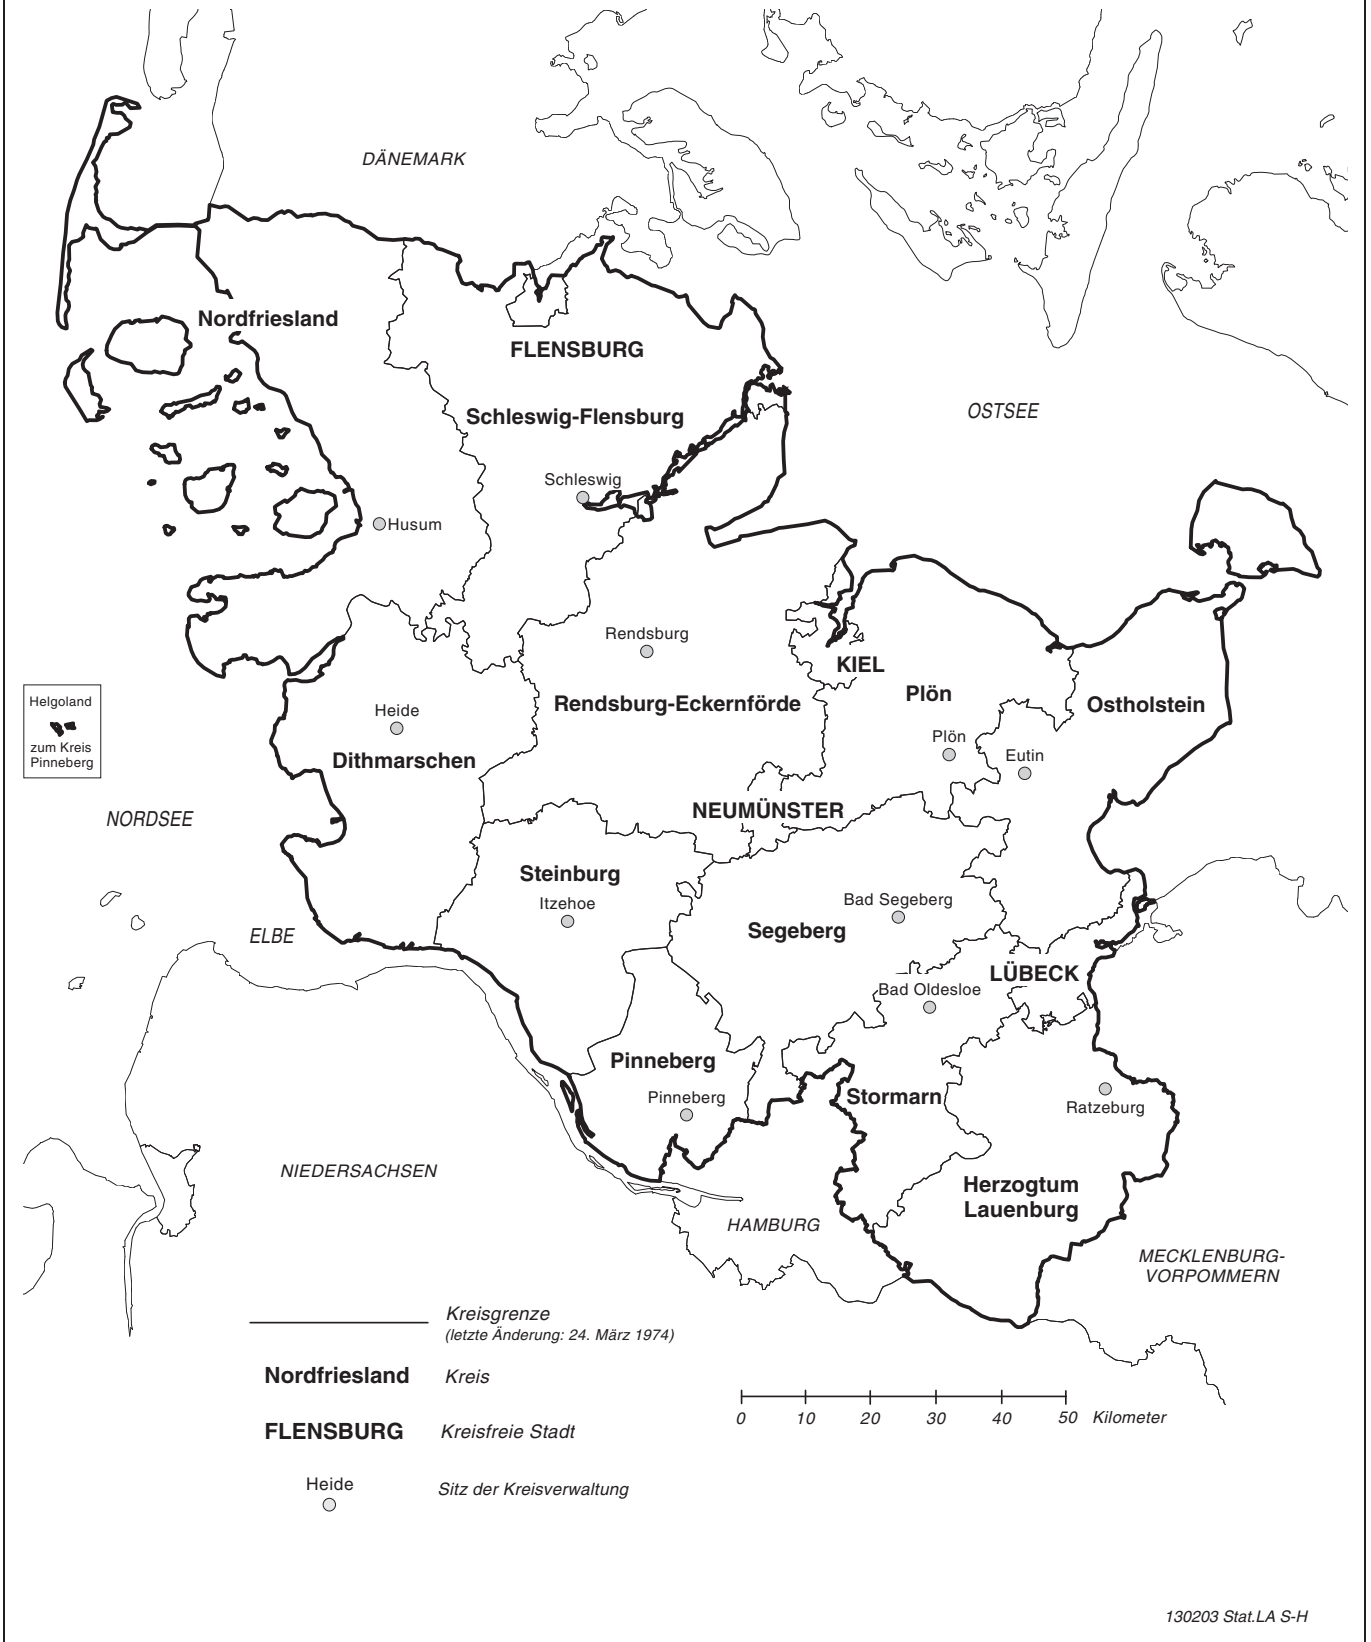 DÄNEMARK
Nordfriesland
FLENSBURG
OSTSEE
Schleswig-Flensburg
Schleswig
Husum
Rendsburg
KIEL
Rendsburg-Eckernförde
Plön
Ostholstein
Helgoland
zum Kreis
Pinneberg
Heide
Dithmarschen
Plön
Eutin
NORDSEE
NEUMÜNSTER
Steinburg
Itzehoe
Bad Segeberg
Segeberg
ELBE
LÜBECK
Bad Oldesloe
Pinneberg
Pinneberg
Stormarn
Ratzeburg
NIEDERSACHSEN
Herzogtum
Lauenburg
HAMBURG
MECKLENBURG-
VORPOMMERN
Kreisgrenze
(letzte Änderung: 24. März 1974)
Nordfriesland Kreis
FLENSBURG Kreisfreie Stadt
Heide
Sitz der Kreisverwaltung
0 10 20 30 40 50 Kilometer
130203 Stat.LA S-H